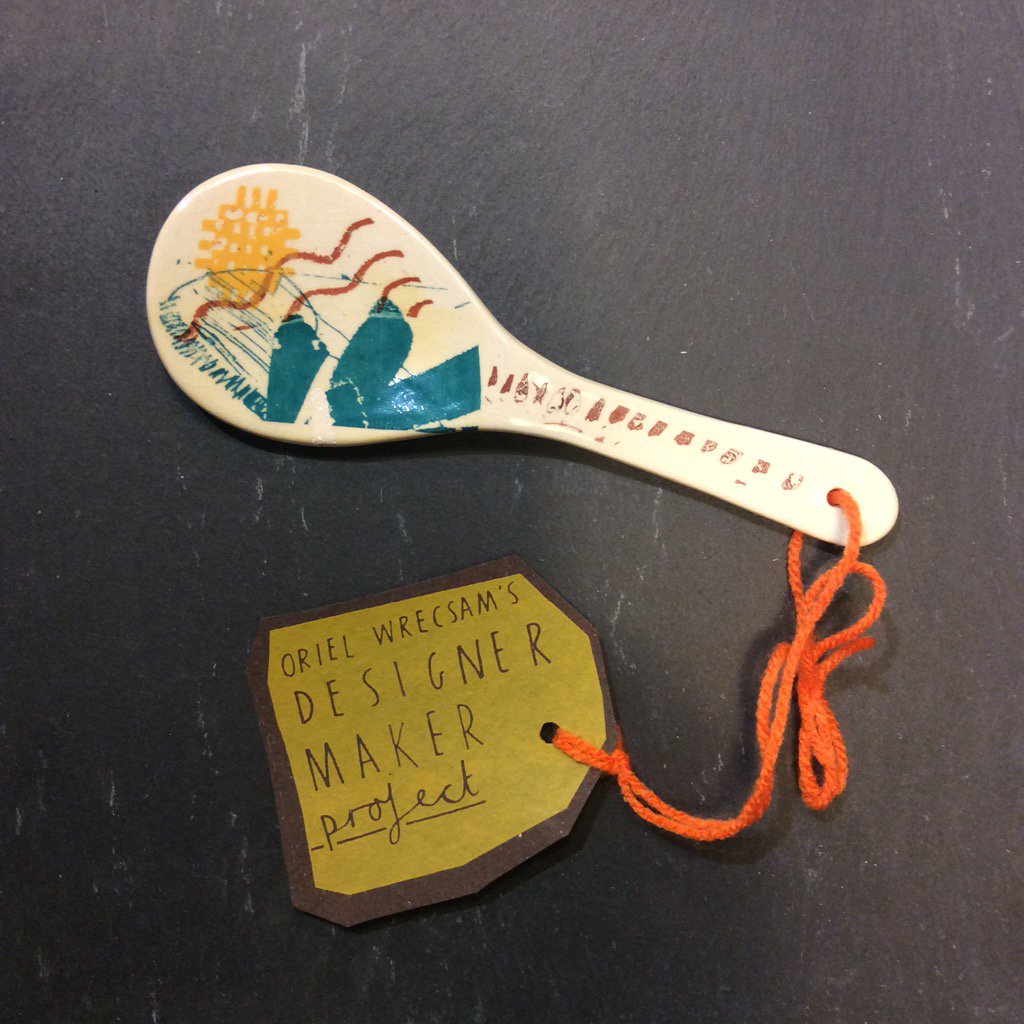 ORIEL WRECSAM'S
DESIGNER
MAKER
project